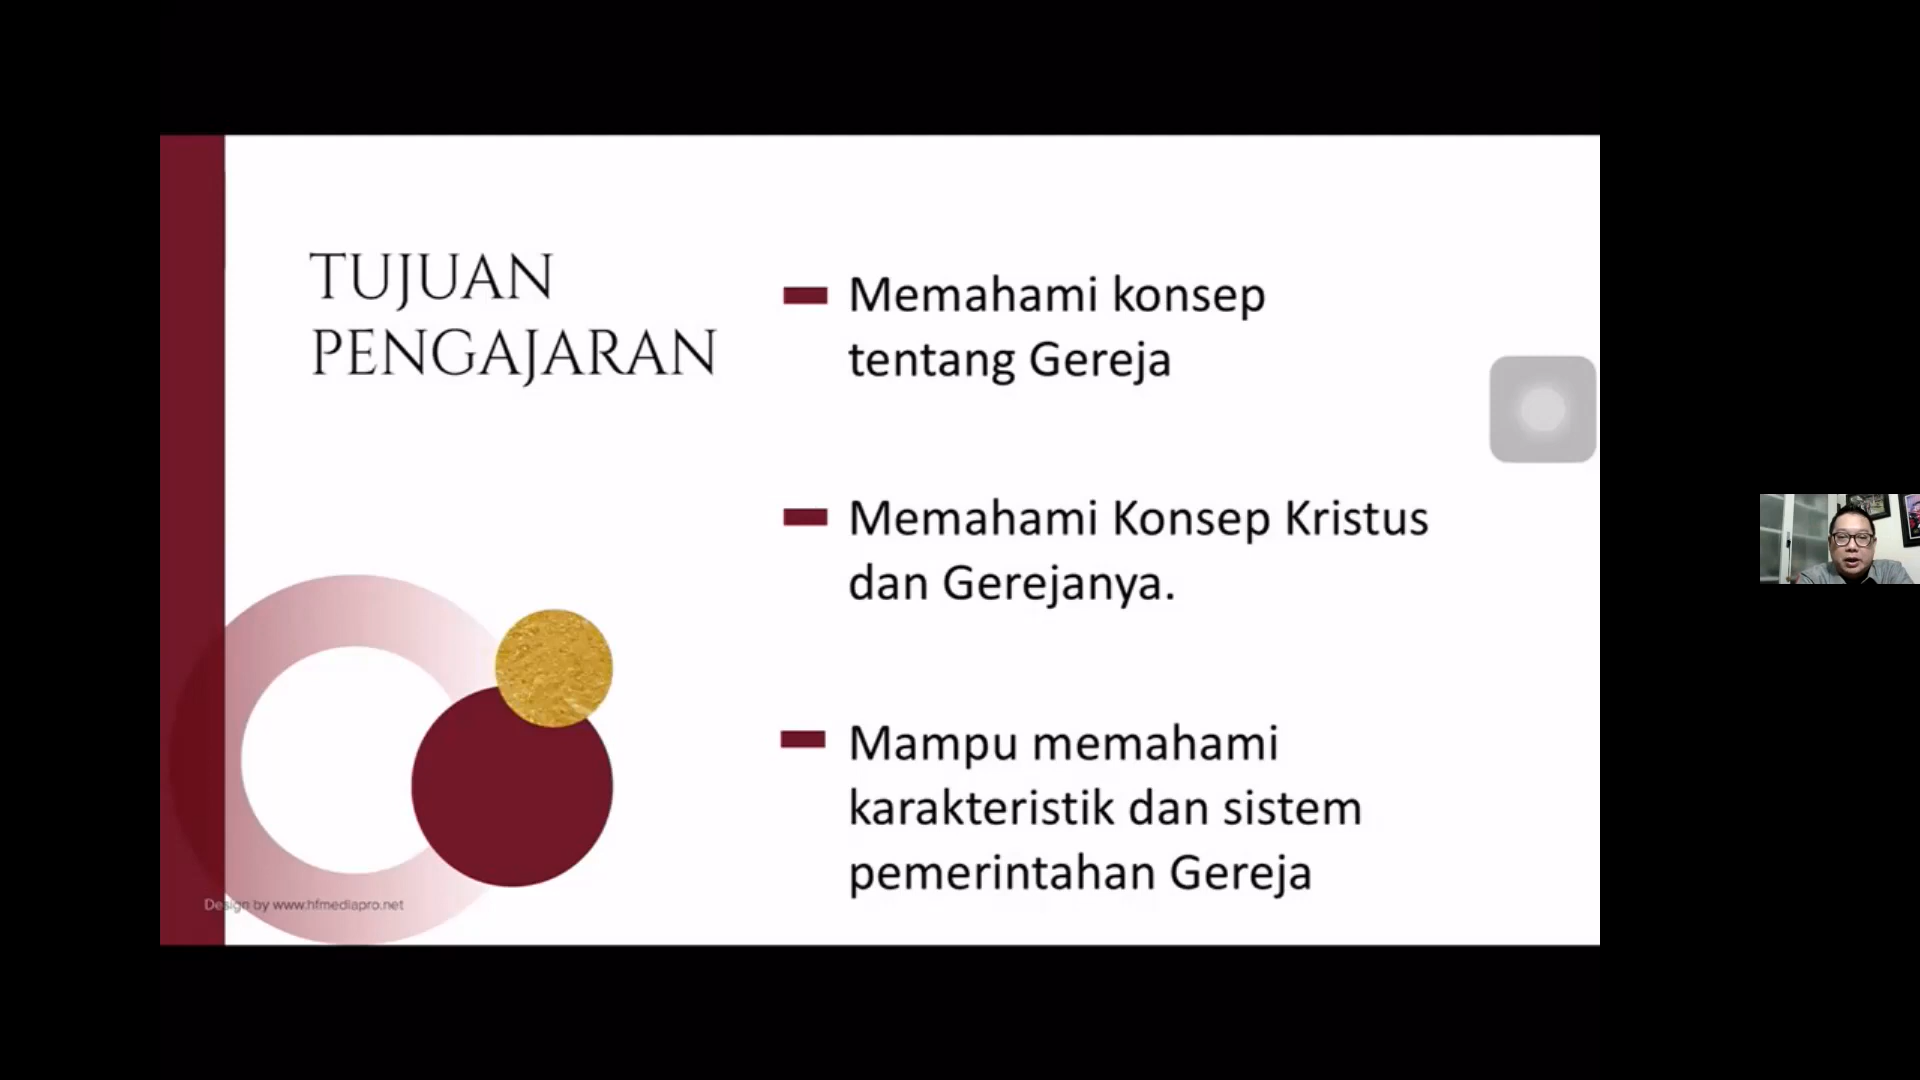 TUJUAN
PENGAJARAN
Memahami konsep
tentang Gereja
Memahami Konsep Kristus
dan Gerejanya.
Mampu memahami
karakteristik dan sistem
pemerintahan Gereja
Design by www.hfmediapro.net